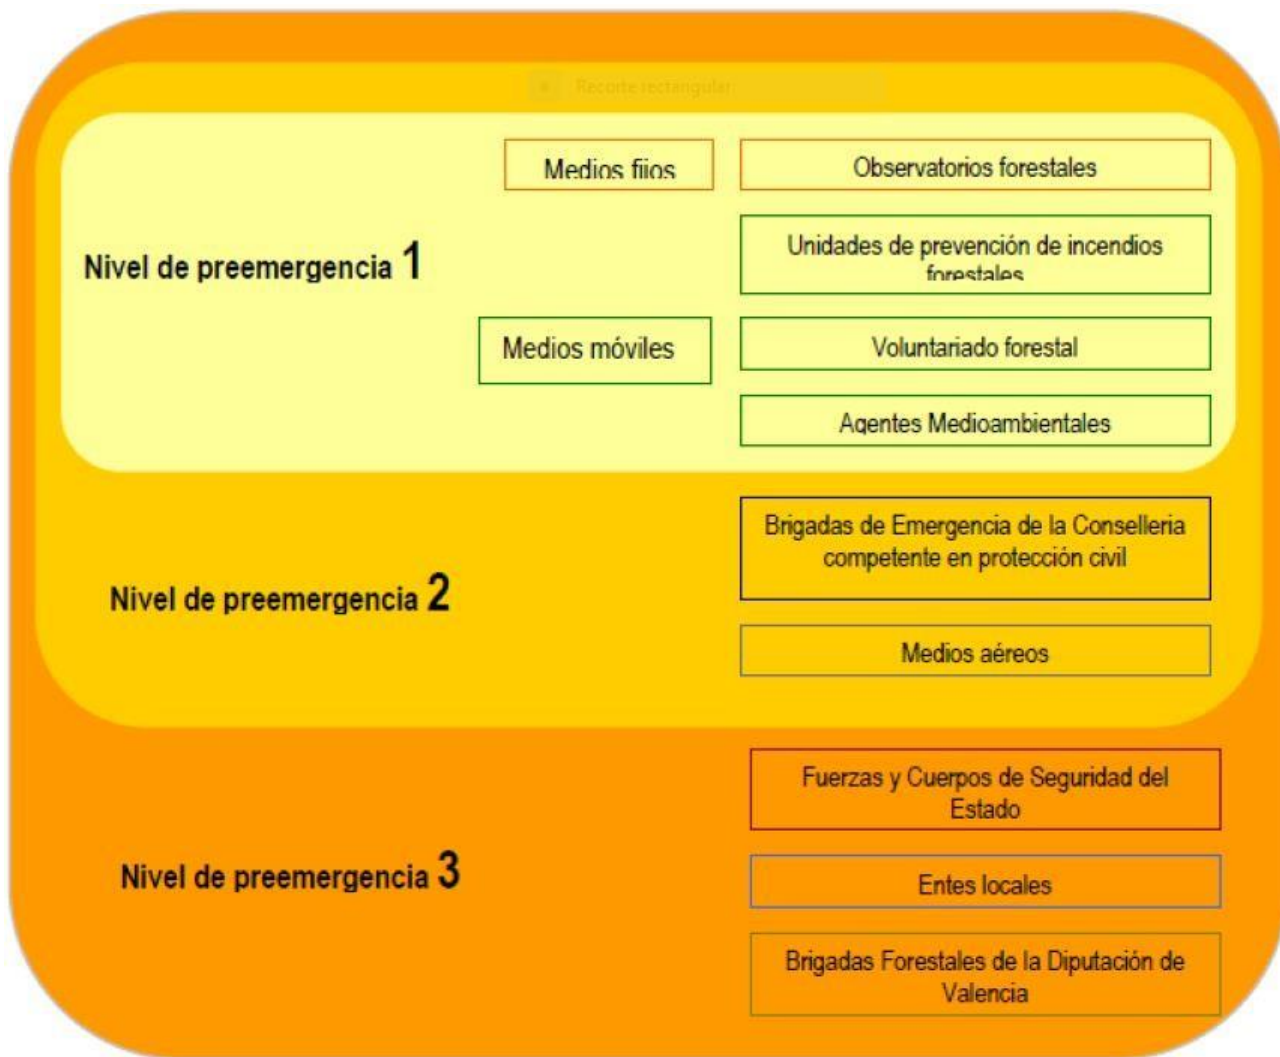 Recorte rectangular
Medios fijos
Observatorios forestales
Nivel de preemergencia 1
Unidades de prevención de incendios
forestales
Medios móviles
Voluntariado forestal
Agentes Medioambientales
Brigadas de Emergencia de la Conselleria
competente en protección civil
Nivel de preemergencia 2
Medios aéreos
Fuerzas y Cuerpos de Seguridad del
Estado
Nivel de preemergencia 3
Entes locales
Brigadas Forestales de la Diputación de
Valencia